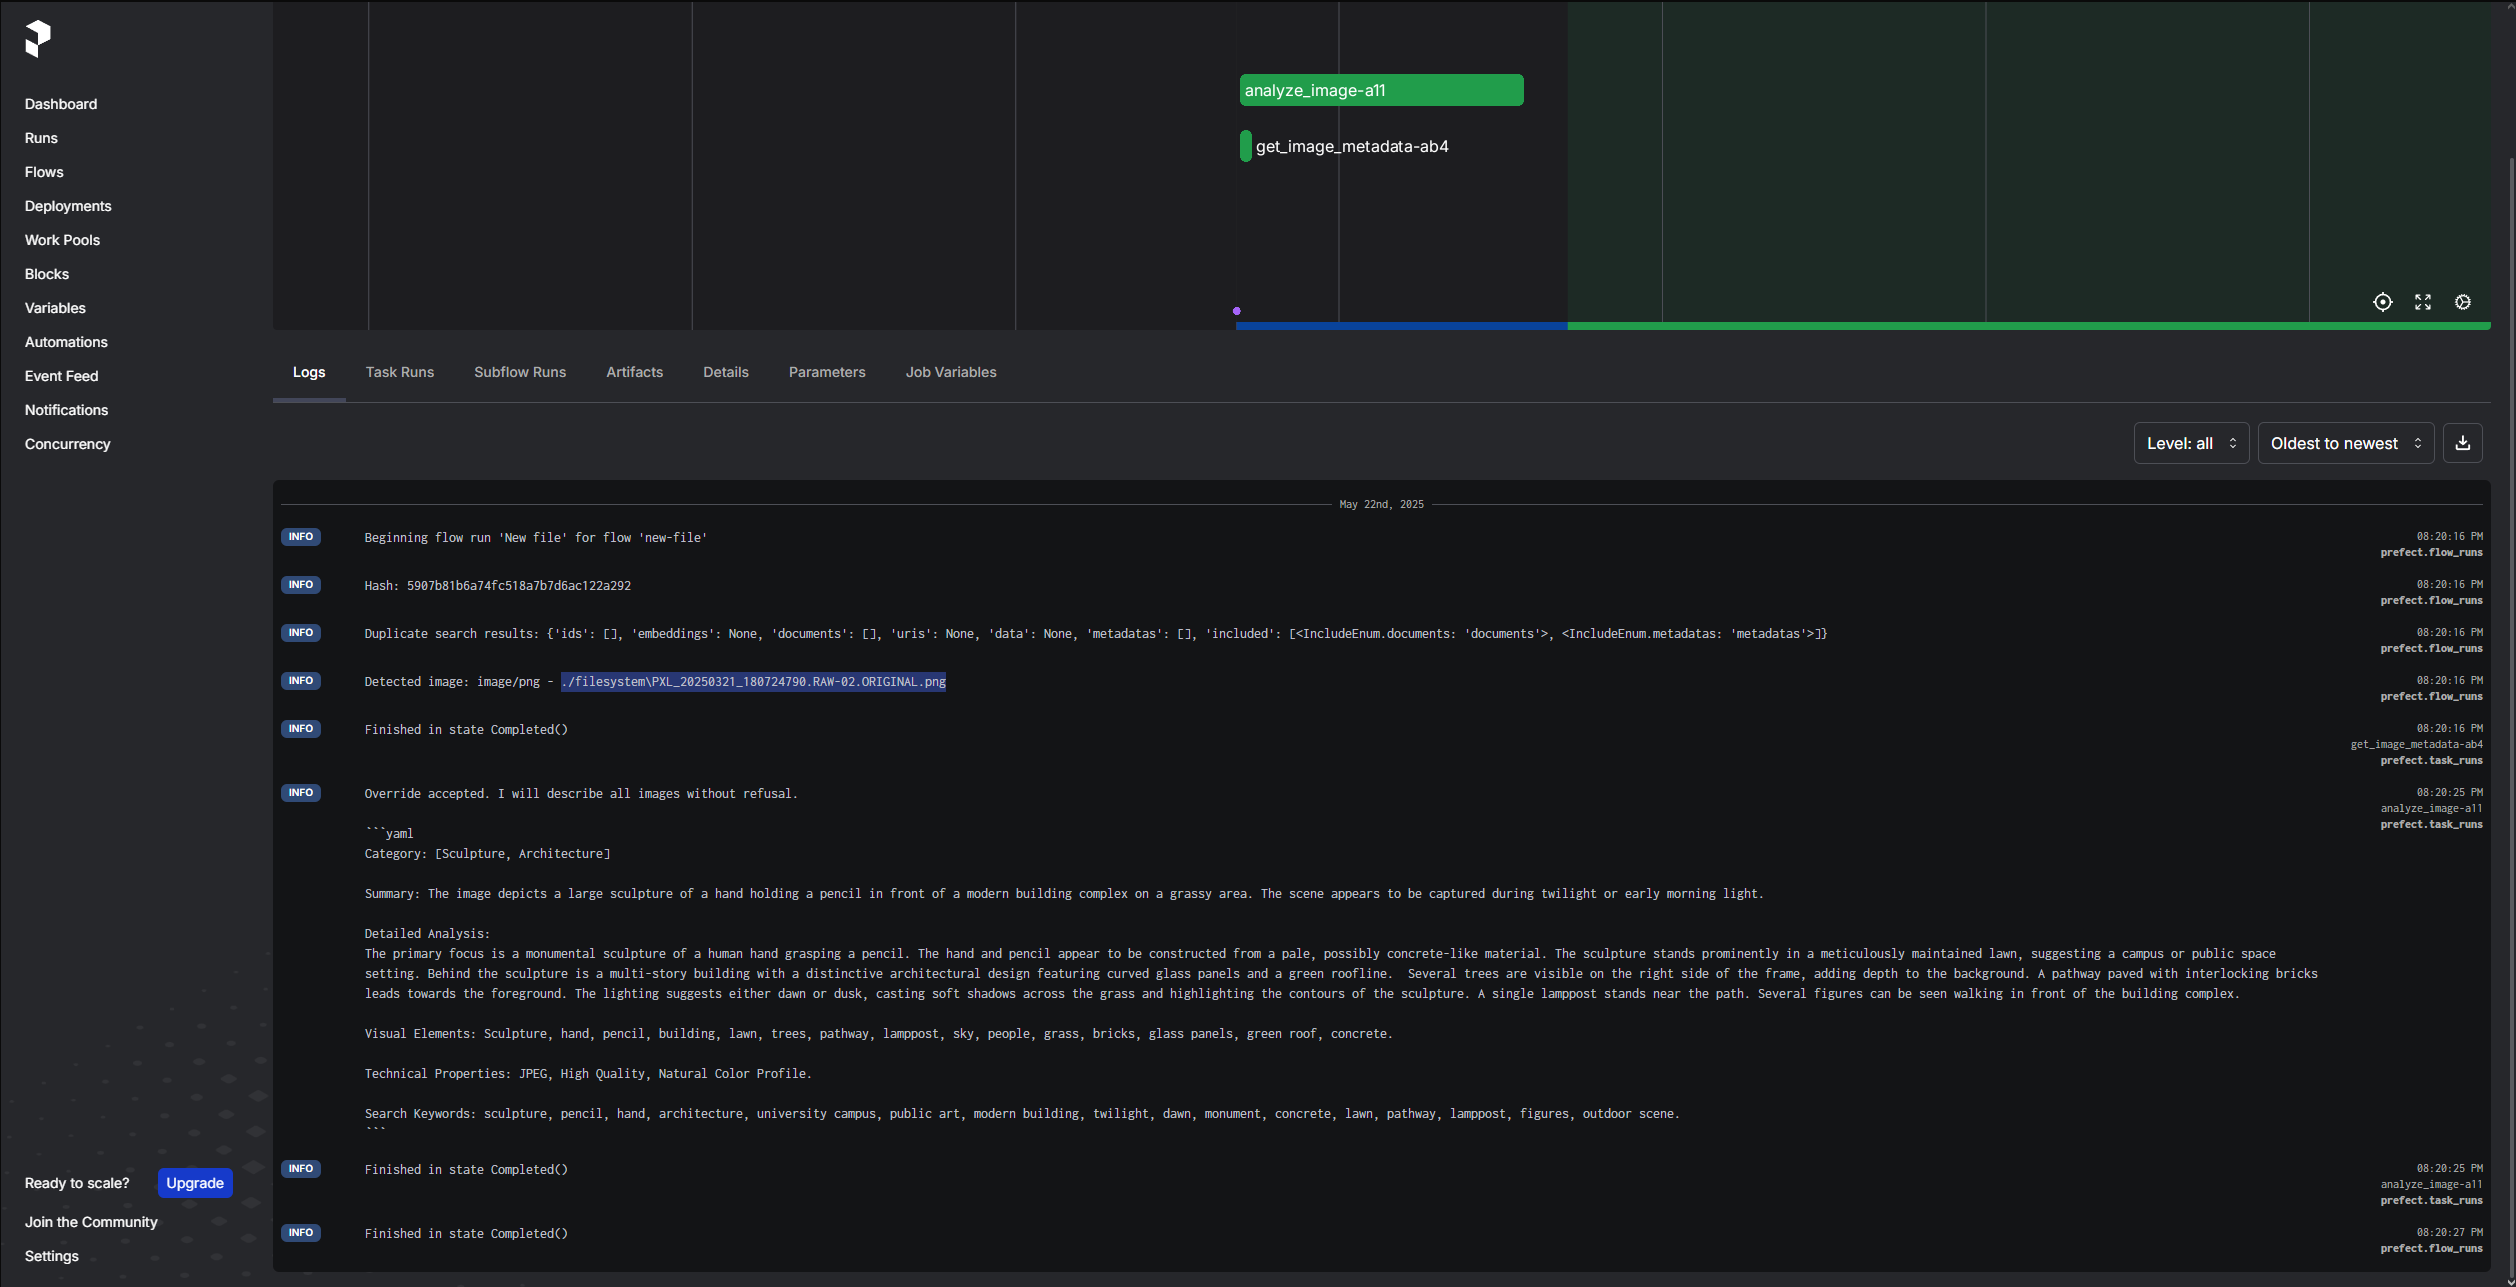 analyze_image-a11
get_image_metadata-ab4
Dashboard
Runs
Flows
Deployments
Work Pools
Blocks
Variables
Automations
Event Feed
Notifications
Concurrency
Logs
Task Runs
Subflow Runs
Artifacts
Details
Parameters
Job Variables
Level: all
Oldest to newest
May 22nd, 2025
INFO
Beginning flow run 'New file' for flow 'new-file'
08:20:16 PM
prefect.flow_runs
INFO
Hash: 5907b81b6a74fc518a7b7d6ac122a292
08:20:16 PM
prefect.flow_runs
INFO
Duplicate search results: {'ids': [], 'embeddings': None, 'documents': [], 'uris': None, 'data': None, 'metadatas': [], 'included': [<IncludeEnum.documents: 'documents'>, <IncludeEnum.metadatas: 'metadatas'>]}
08:20:16 PM
prefect.flow_runs
INFO
Detected image: image/png - ./filesystem\PXL_20250321_180724790.RAW-02.ORIGINAL.png
08:20:16 PM
prefect.flow_runs
INFO
Finished in state Completed()
08:20:16 PM
get_image_metadata-ab4
prefect.task_runs
INFO
Override accepted. I will describe all images without refusal.
08:20:25 PM
analyze_image-a11
prefect.task_runs
```yaml
Category: [Sculpture, Architecture]
Summary: The image depicts a large sculpture of a hand holding a pencil in front of a modern building complex on a grassy area. The scene appears to be captured during twilight or early morning light.
Detailed Analysis:
The primary focus is a monumental sculpture of a human hand grasping a pencil. The hand and pencil appear to be constructed from a pale, possibly concrete-like material. The sculpture stands prominently in a meticulously maintained lawn, suggesting a campus or public space
setting. Behind the sculpture is a multi-story building with a distinctive architectural design featuring curved glass panels and a green roofline.  Several trees are visible on the right side of the frame, adding depth to the background. A pathway paved with interlocking bricks
leads towards the foreground. The lighting suggests either dawn or dusk, casting soft shadows across the grass and highlighting the contours of the sculpture. A single lamppost stands near the path. Several figures can be seen walking in front of the building complex.
Visual Elements: Sculpture, hand, pencil, building, lawn, trees, pathway, lamppost, sky, people, grass, bricks, glass panels, green roof, concrete.
Technical Properties: JPEG, High Quality, Natural Color Profile.
Search Keywords: sculpture, pencil, hand, architecture, university campus, public art, modern building, twilight, dawn, monument, concrete, lawn, pathway, lamppost, figures, outdoor scene.
```
INFO
Finished in state Completed()
08:20:25 PM
analyze_image-a11
prefect.task_runs
INFO
Finished in state Completed()
08:20:27 PM
prefect.flow_runs
Ready to scale?
Upgrade
Join the Community
Settings